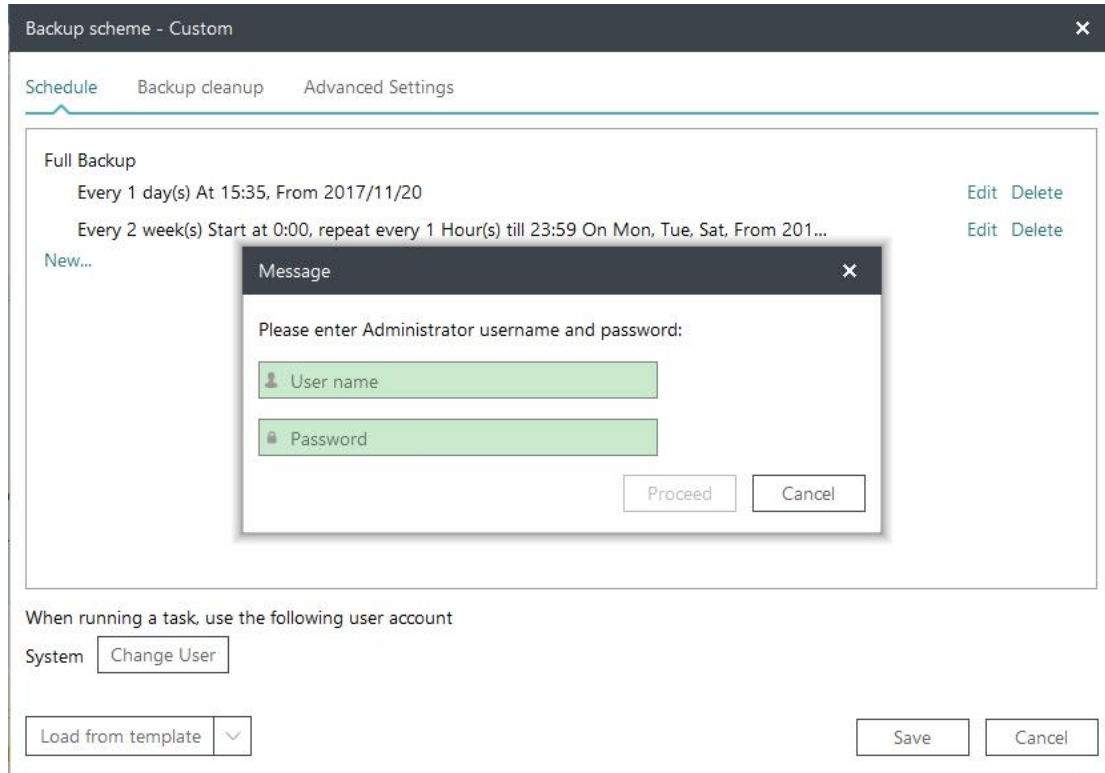 Backup scheme - Custom
Schedule Backup cleanup Advanced Settings
Full Backup
Every 1 day(s) At 15:35, From 2017/11/20 Edit Delete
Every 2 week(s) Start at 0:00, repeat every 1 Hour(s) till 23:59 On Mon, Tue, Sat, From 201... Edit Delete
New...
Message
Please enter Administrator username and password:
User name
Password
Proceed Cancel
When running a task, use the following user account
System Change User
Load from template Save Cancel